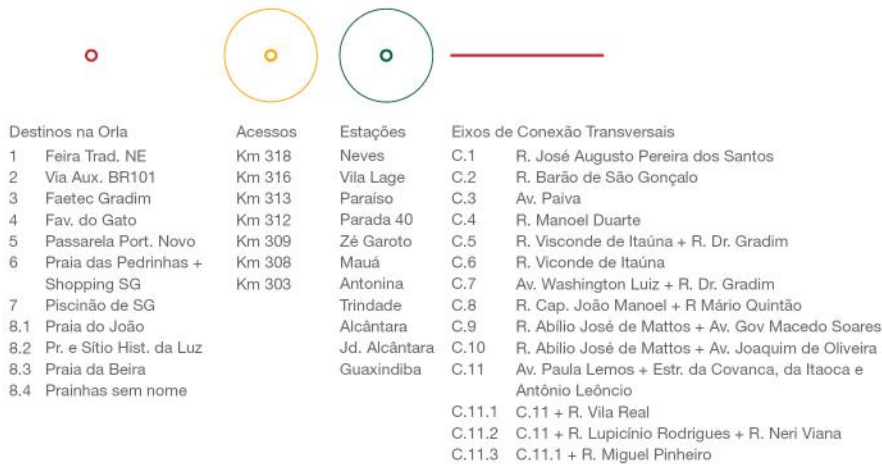 Destinos na Orla
1 Feira Trad. NE
2 Via Aux. BR101
3 Faetec Gradim
4 Fav. do Gato
5 Passarela Port. Novo
6 Praia das Pedrinhas +
Shopping SG
7 Piscinão de SG
8.1 Praia do João
8.2 Pr. e Sítio Hist. da Luz
8.3 Praia da Beira
8.4 Prainhas sem nome
Acessos
Km 318
Km 316
Km 313
Km 312
Km 309
Km 308
Km 303
Estações
Neves
Vila Lage
Paraíso
Parada 40
Zé Garoto
Mauá
Antonina
Trindade
Alcântara
Jd. Alcântara
Guaxindiba
Eixos de Conexão Transversais
C.1 R. José Augusto Pereira dos Santos
C.2 R. Barão de São Gonçalo
C.3 Av. Paiva
C.4 R. Manoel Duarte
C.5 R. Visconde de Itaúna + R. Dr. Gradim
C.6 R. Viconde de Itaúna
C.7 Av. Washington Luiz + R. Dr. Gradim
C.8 R. Cap. João Manoel + R Mário Quintão
C.9 R. Abílio José de Mattos + Av. Gov Macedo Soares
C.10 R. Abílio José de Mattos + Av. Joaquim de Oliveira
C.11 Av. Paula Lemos + Estr. da Covanca, da Itaoca e
Antônio Leôncio
C.11.1 C.11 + R. Vila Real
C.11.2 C.11 + R. Lupicínio Rodrigues + R. Neri Viana
C.11.3 C.11.1 + R. Miguel Pinheiro